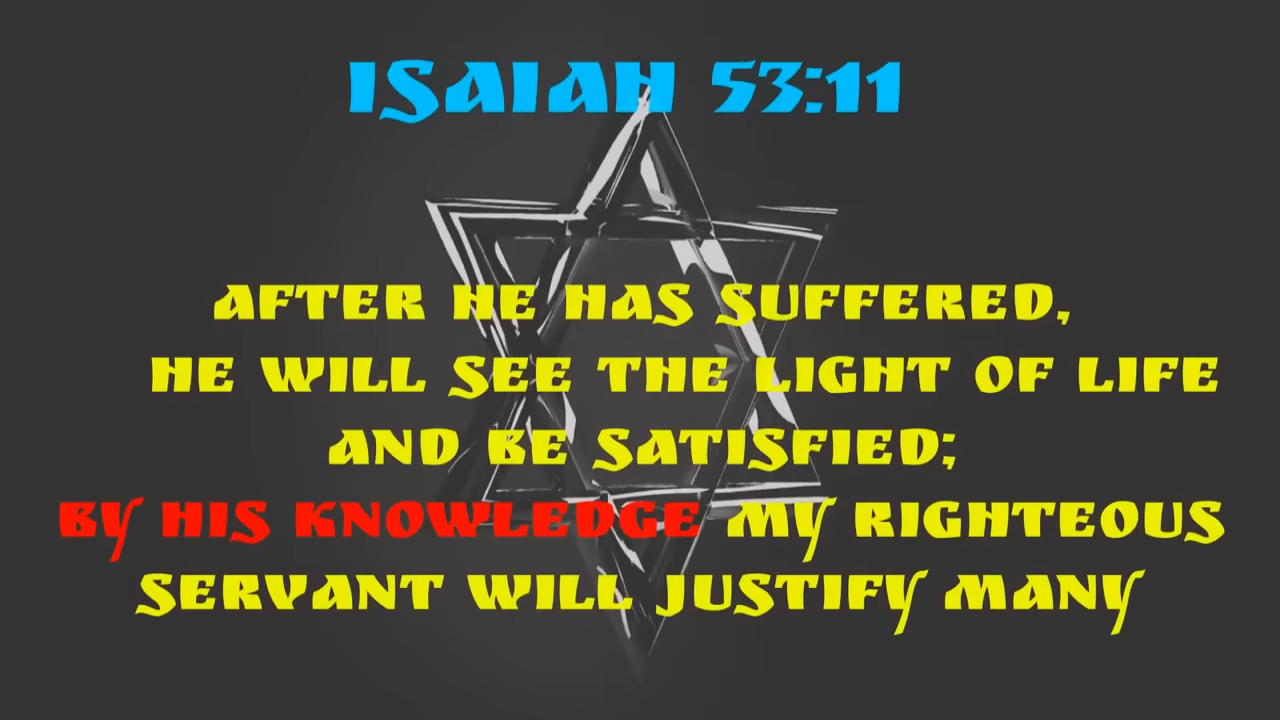 ISAIAH 53:11
AFTER HE HAS SUFFERED,
HE WILL SEE THE LIGHT OF LIFE
AND BE SATISFIED;
BY HIS KNOWLEDGE MY RIGHTEOUS
SERVANT WILL JUSTIFY MANY